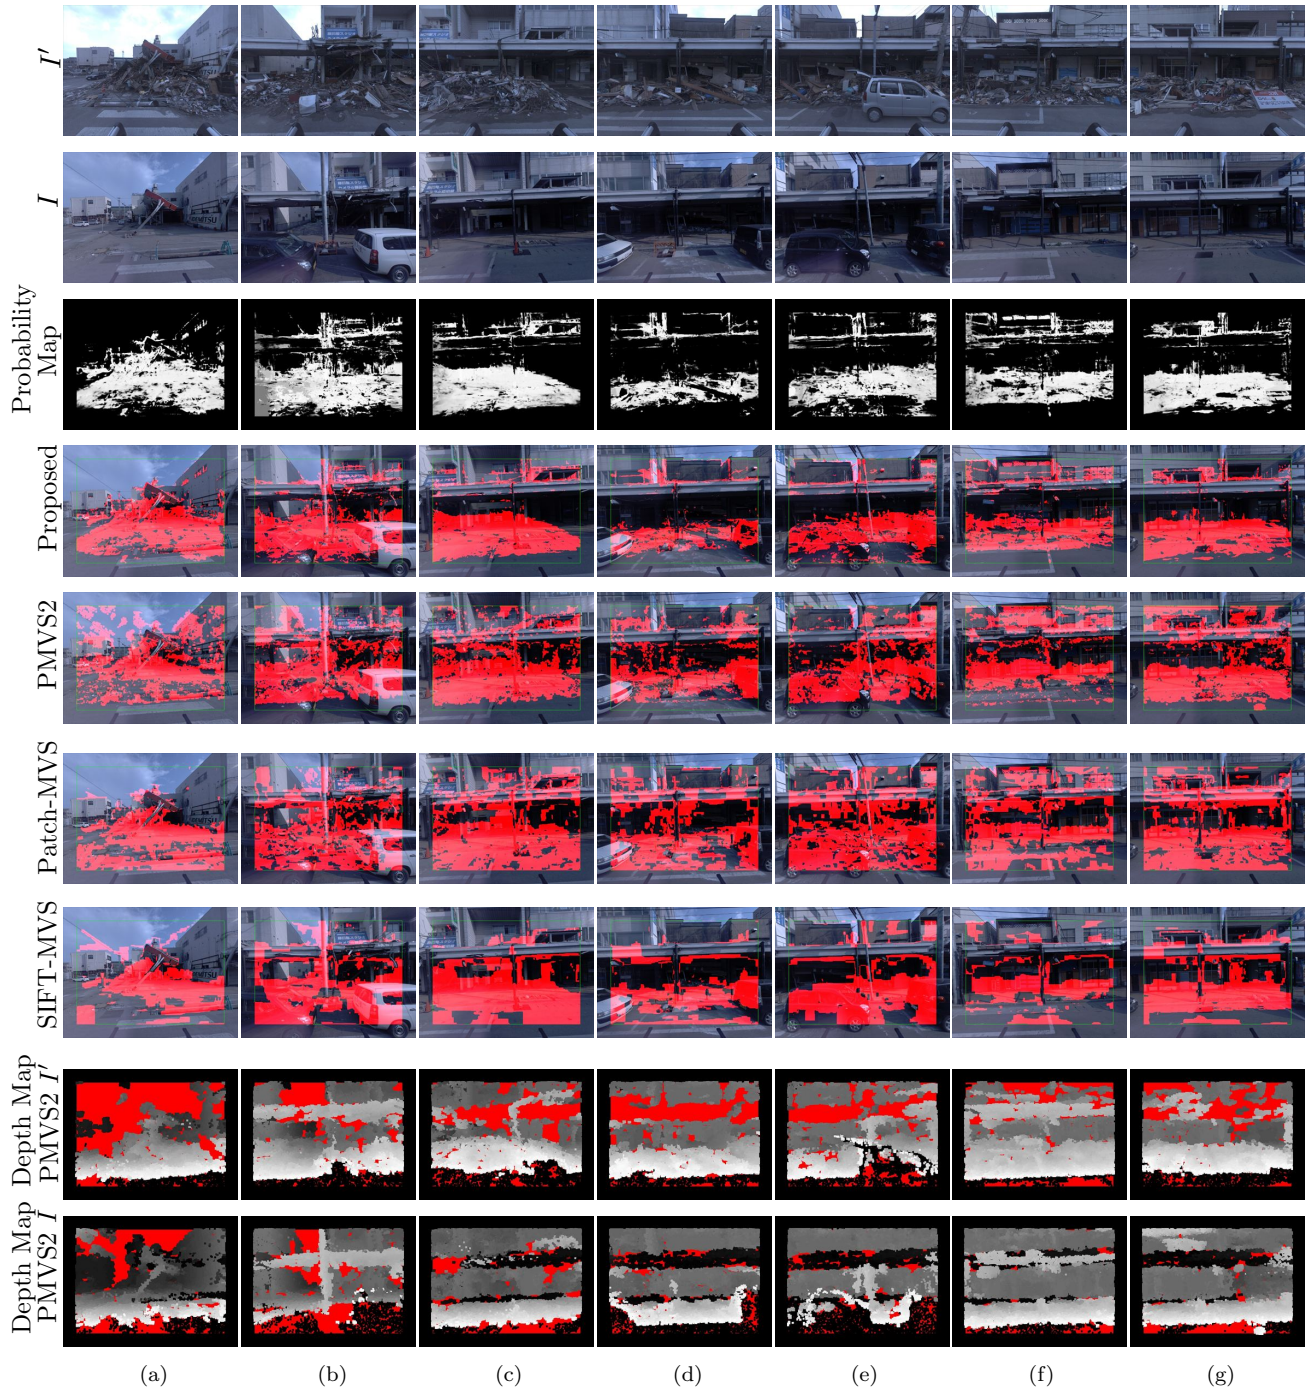 I′
I
Probability
Map
Proposed
PMVS2
Patch-MVS
SIFT-MVS
Depth Map
PMVS2 I′
Depth Map
PMVS2 I
(a) (b) (c) (d) (e) (f) (g)